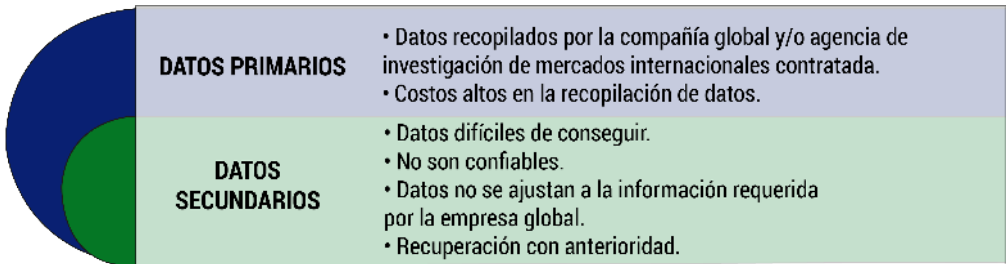 DATOS PRIMARIOS
• Datos recopilados por la compañía global y/o agencia de
investigación de mercados internacionales contratada.
• Costos altos en la recopilación de datos.
DATOS
SECUNDARIOS
• Datos difíciles de conseguir.
• No son confiables.
• Datos no se ajustan a la información requerida
por la empresa global.
• Recuperación con anterioridad.